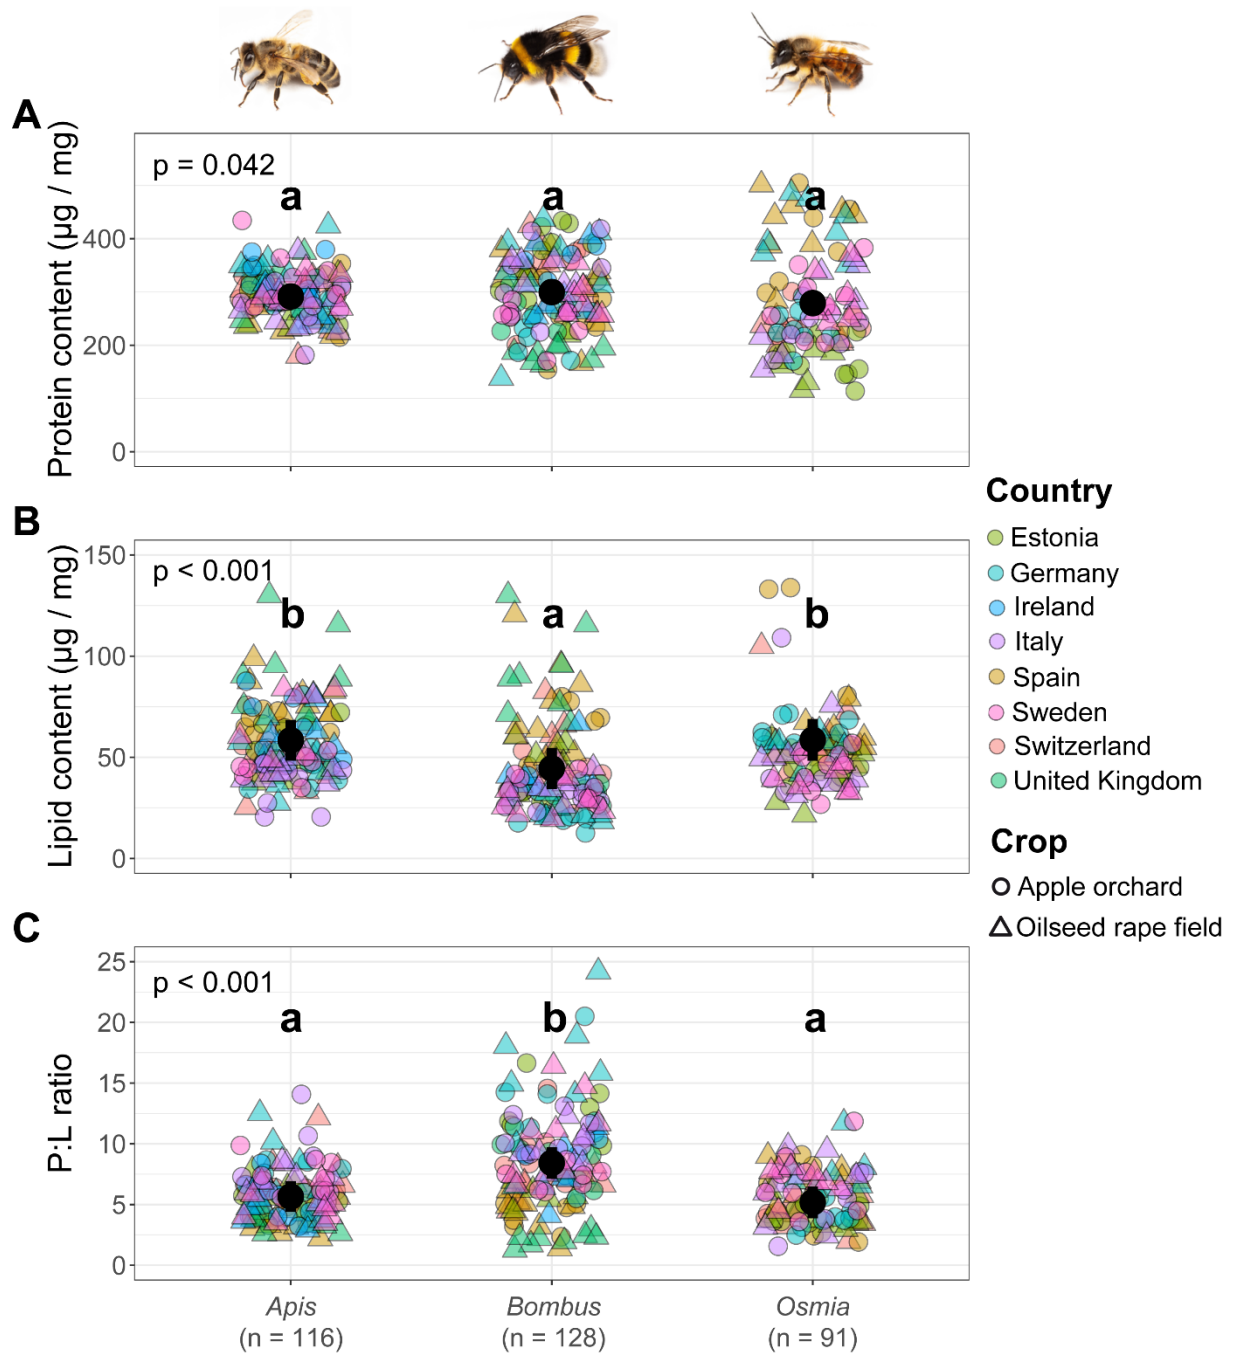 A
Protein content (µg / mg)
p = 0.042
a
a
a
400
200
0
B
Lipid content (µg / mg)
p < 0.001
b
a
b
150
100
50
0
C
P:L ratio
p < 0.001
a
b
a
25
20
15
10
5
0
Apis
(n = 116)
Bombus
(n = 128)
Osmia
(n = 91)
Country
Estonia
Germany
Ireland
Italy
Spain
Sweden
Switzerland
United Kingdom
Crop
Apple orchard
Oilseed rape field